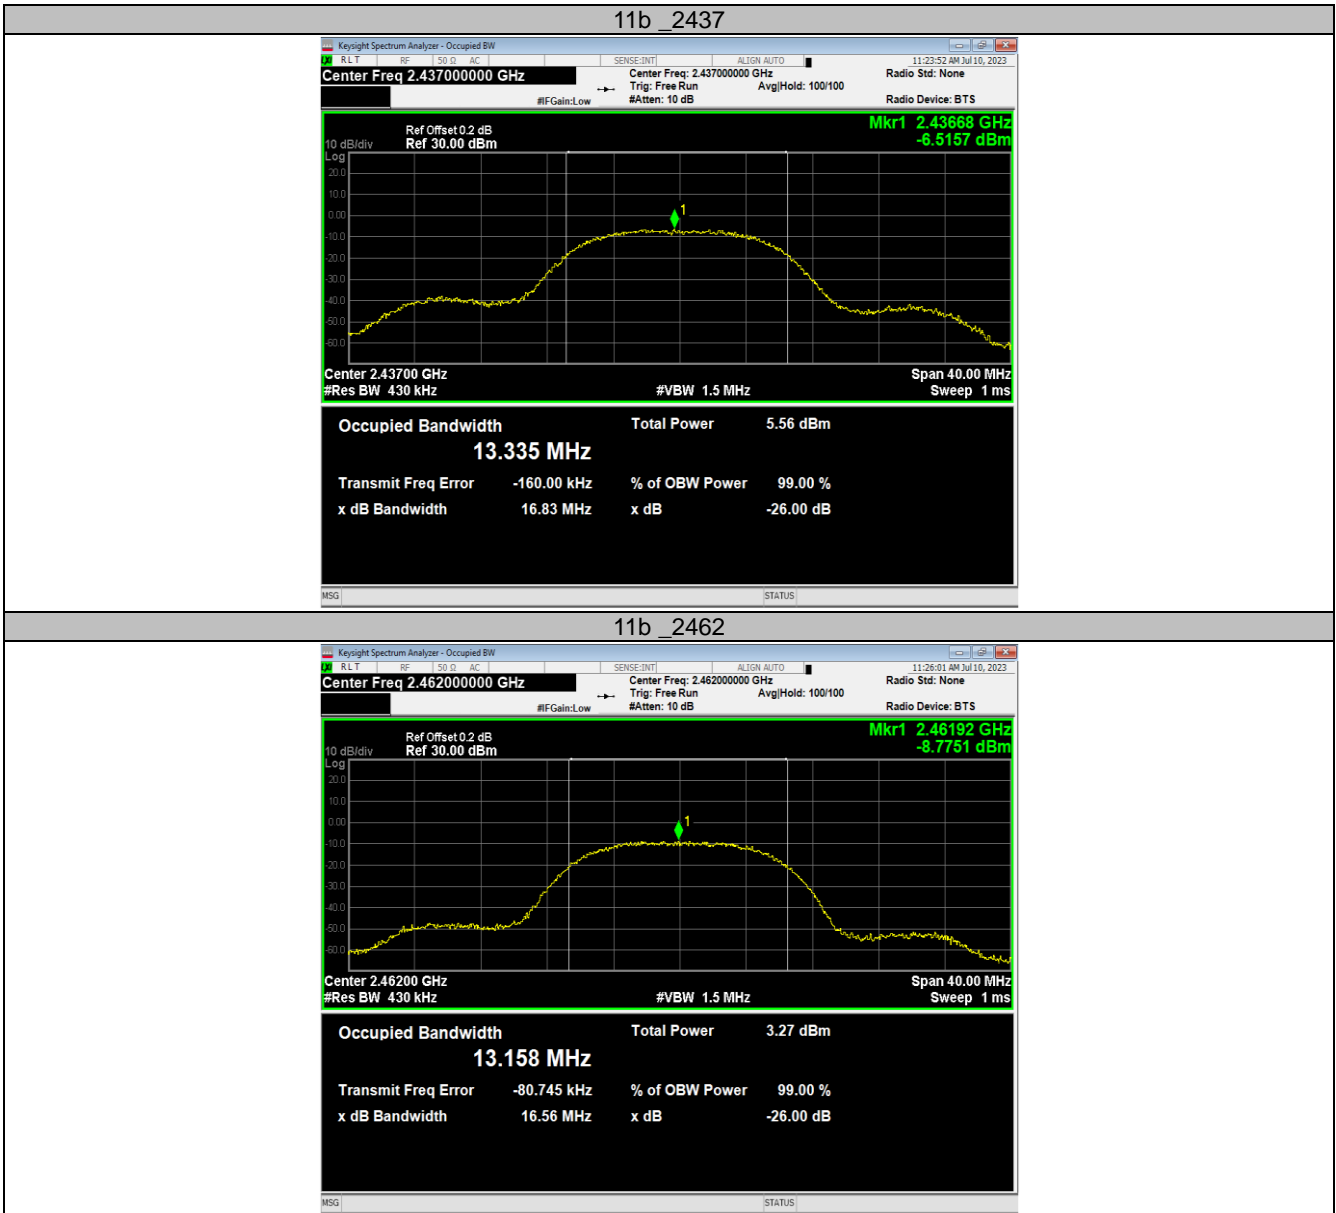 11b _2437
Keysight Spectrum Analyzer - Occupied BW
LXI RLT RF 50 Ω AC SENSE:INT ALIGN AUTO 11:23:52 AM Jul 10, 2023
Center Freq 2.437000000 GHz Center Freq: 2.437000000 GHz Radio Std: None
Trig: Free Run Avg|Hold: 100/100
#IFGain:Low #Atten: 10 dB Radio Device: BTS
Mkr1 2.43668 GHz
Ref Offset 0.2 dB -6.5157 dBm
10 dB/div Ref 30.00 dBm
Log
20.0
10.0
0.00
1
-10.0
-20.0
-30.0
-40.0
-50.0
-60.0
Center 2.43700 GHz Span 40.00 MHz
#Res BW 430 kHz #VBW 1.5 MHz Sweep 1 ms
Occupied Bandwidth Total Power 5.56 dBm
13.335 MHz
Transmit Freq Error -160.00 kHz % of OBW Power 99.00 %
x dB Bandwidth 16.83 MHz x dB -26.00 dB
MSG STATUS
11b _2462
Keysight Spectrum Analyzer - Occupied BW
LXI RLT RF 50 Ω AC SENSE:INT ALIGN AUTO 11:26:01 AM Jul 10, 2023
Center Freq 2.462000000 GHz Center Freq: 2.462000000 GHz Radio Std: None
Trig: Free Run Avg|Hold: 100/100
#IFGain:Low #Atten: 10 dB Radio Device: BTS
Mkr1 2.46192 GHz
Ref Offset 0.2 dB -8.7751 dBm
10 dB/div Ref 30.00 dBm
Log
20.0
10.0
0.00
1
-10.0
-20.0
-30.0
-40.0
-50.0
-60.0
Center 2.46200 GHz Span 40.00 MHz
#Res BW 430 kHz #VBW 1.5 MHz Sweep 1 ms
Occupied Bandwidth Total Power 3.27 dBm
13.158 MHz
Transmit Freq Error -80.745 kHz % of OBW Power 99.00 %
x dB Bandwidth 16.56 MHz x dB -26.00 dB
MSG STATUS